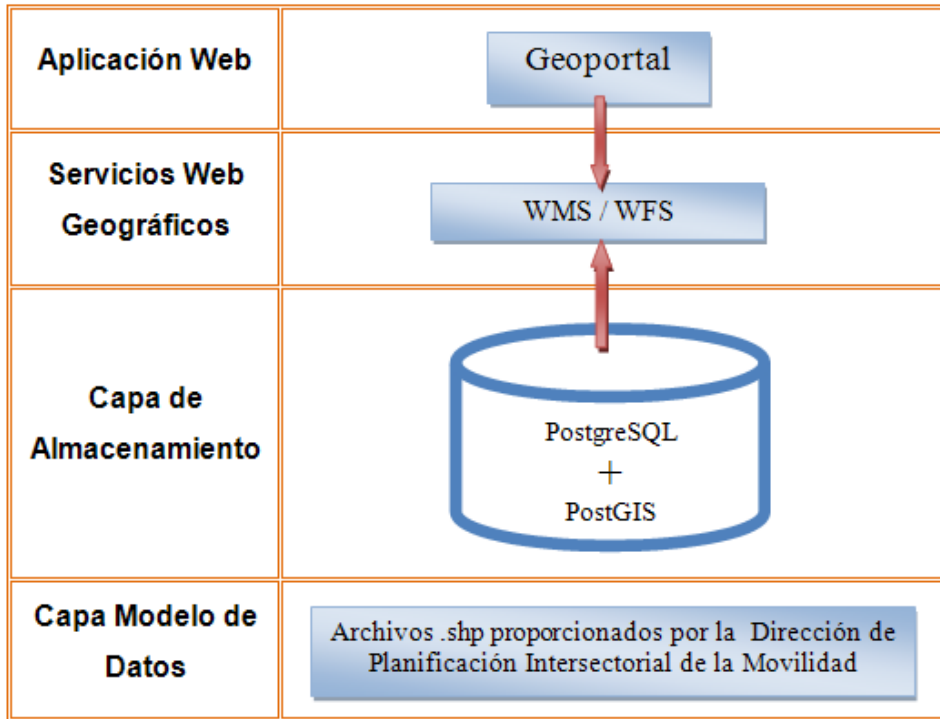 Aplicación Web
Geoportal
Servicios Web
Geográficos
WMS / WFS
Capa de
Almacenamiento
PostgreSQL
+
PostGIS
Capa Modelo de
Datos
Archivos .shp proporcionados por la Dirección de
Planificación Intersectorial de la Movilidad